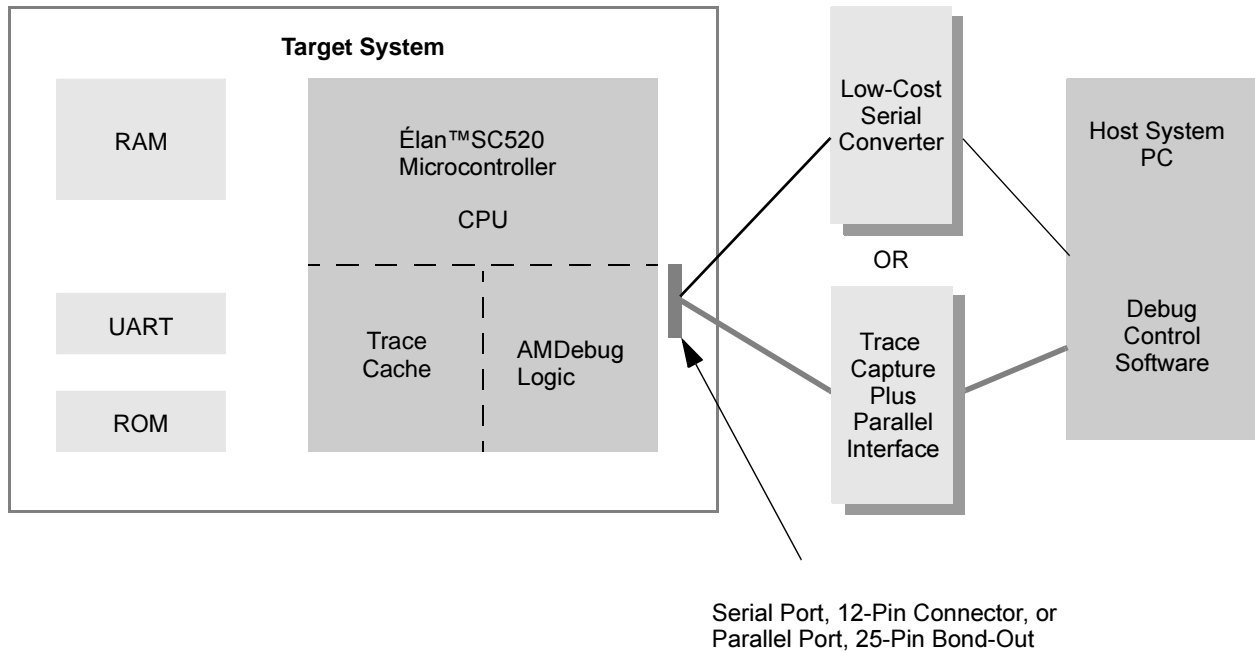 Target System
RAM
UART
ROM
Élan™SC520
Microcontroller
CPU
Trace
Cache
AMDebug
Logic
Low-Cost
Serial
Converter
OR
Trace
Capture
Plus
Parallel
Interface
Host System
PC
Debug
Control
Software
Serial Port, 12-Pin Connector, or
Parallel Port, 25-Pin Bond-Out